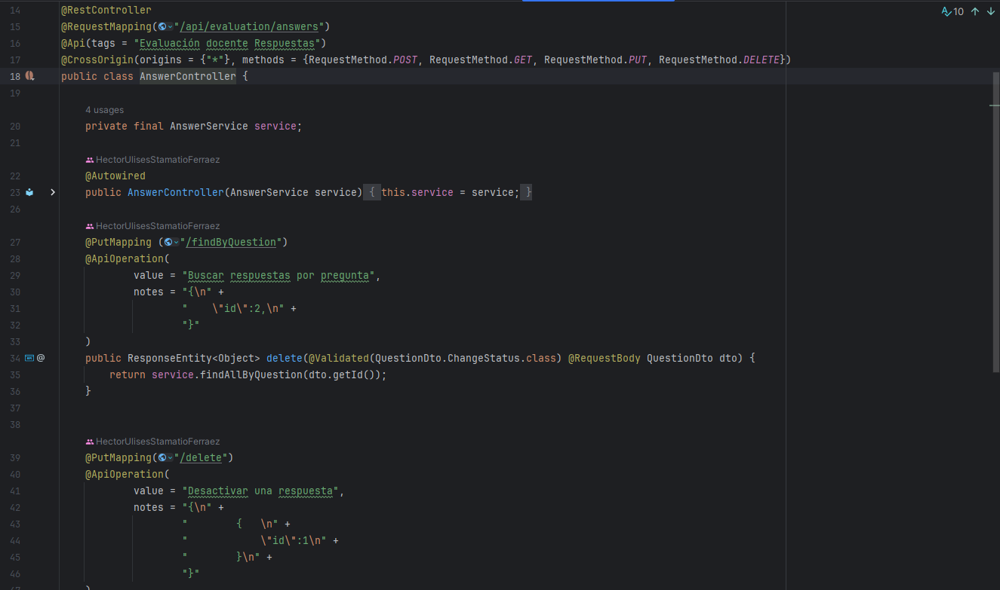 10
14 @RestController
15 @RequestMapping("/api/evaluation/answers")
16 @Api(tags = "Evaluación docente Respuestas")
17 @CrossOrigin(origins = {"*"}, methods = {RequestMethod.POST, RequestMethod.GET, RequestMethod.PUT, RequestMethod.DELETE})
18 public class AnswerController {
19
4 usages
20 private final AnswerService service;
21
HectorUlisesStamatioFerraez
22 @Autowired
23 public AnswerController(AnswerService service) { this.service = service; }
26
HectorUlisesStamatioFerraez
27 @PutMapping ("/findByQuestion")
28 @ApiOperation(
29 value = "Buscar respuestas por pregunta",
30 notes = "{\n" +
31 "    \"id\":2,\n" +
32 "}"
33 )
34 @ public ResponseEntity<Object> delete(@Validated(QuestionDto.ChangeStatus.class) @RequestBody QuestionDto dto) {
35 return service.findAllByQuestion(dto.getId());
36 }
37
38
HectorUlisesStamatioFerraez
39 @PutMapping("/delete")
40 @ApiOperation(
41 value = "Desactivar una respuesta",
42 notes = "{\n" +
43 "        {   \n" +
44 "            \"id\":1\n" +
45 "        }\n" +
46 "}"
47 )